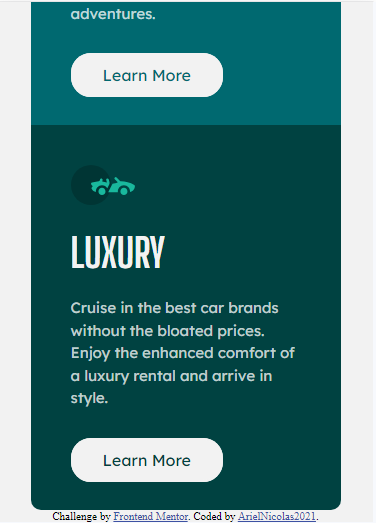 adventures.
Learn More
LUXURY
Cruise in the best car brands
without the bloated prices.
Enjoy the enhanced comfort of
a luxury rental and arrive in
style.
Learn More
Challenge by Frontend Mentor. Coded by ArielNicolas2021.